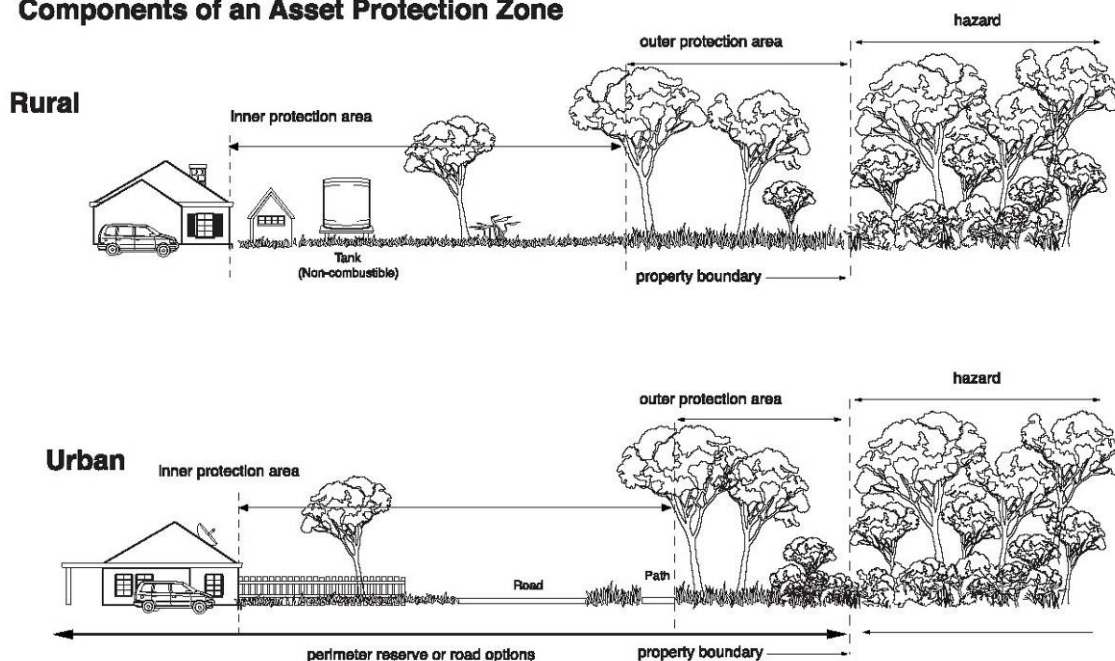 Components of an Asset Protection Zone
hazard
outer protection area
Rural
Inner protection area
Tank
(Non-combustible)
property boundary
hazard
outer protection area
Urban
Inner protection area
Road
Path
perimeter reserve or road options
property boundary